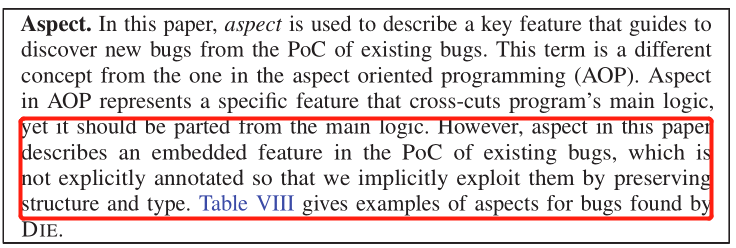 Aspect. In this paper, aspect is used to describe a key feature that guides to
discover new bugs from the PoC of existing bugs. This term is a different
concept from the one in the aspect oriented programming (AOP). Aspect
in AOP represents a specific feature that cross-cuts program's main logic,
yet it should be parted from the main logic. However, aspect in this paper
describes an embedded feature in the PoC of existing bugs, which is
not explicitly annotated so that we implicitly exploit them by preserving
structure and type. Table VIII gives examples of aspects for bugs found by
DIE.